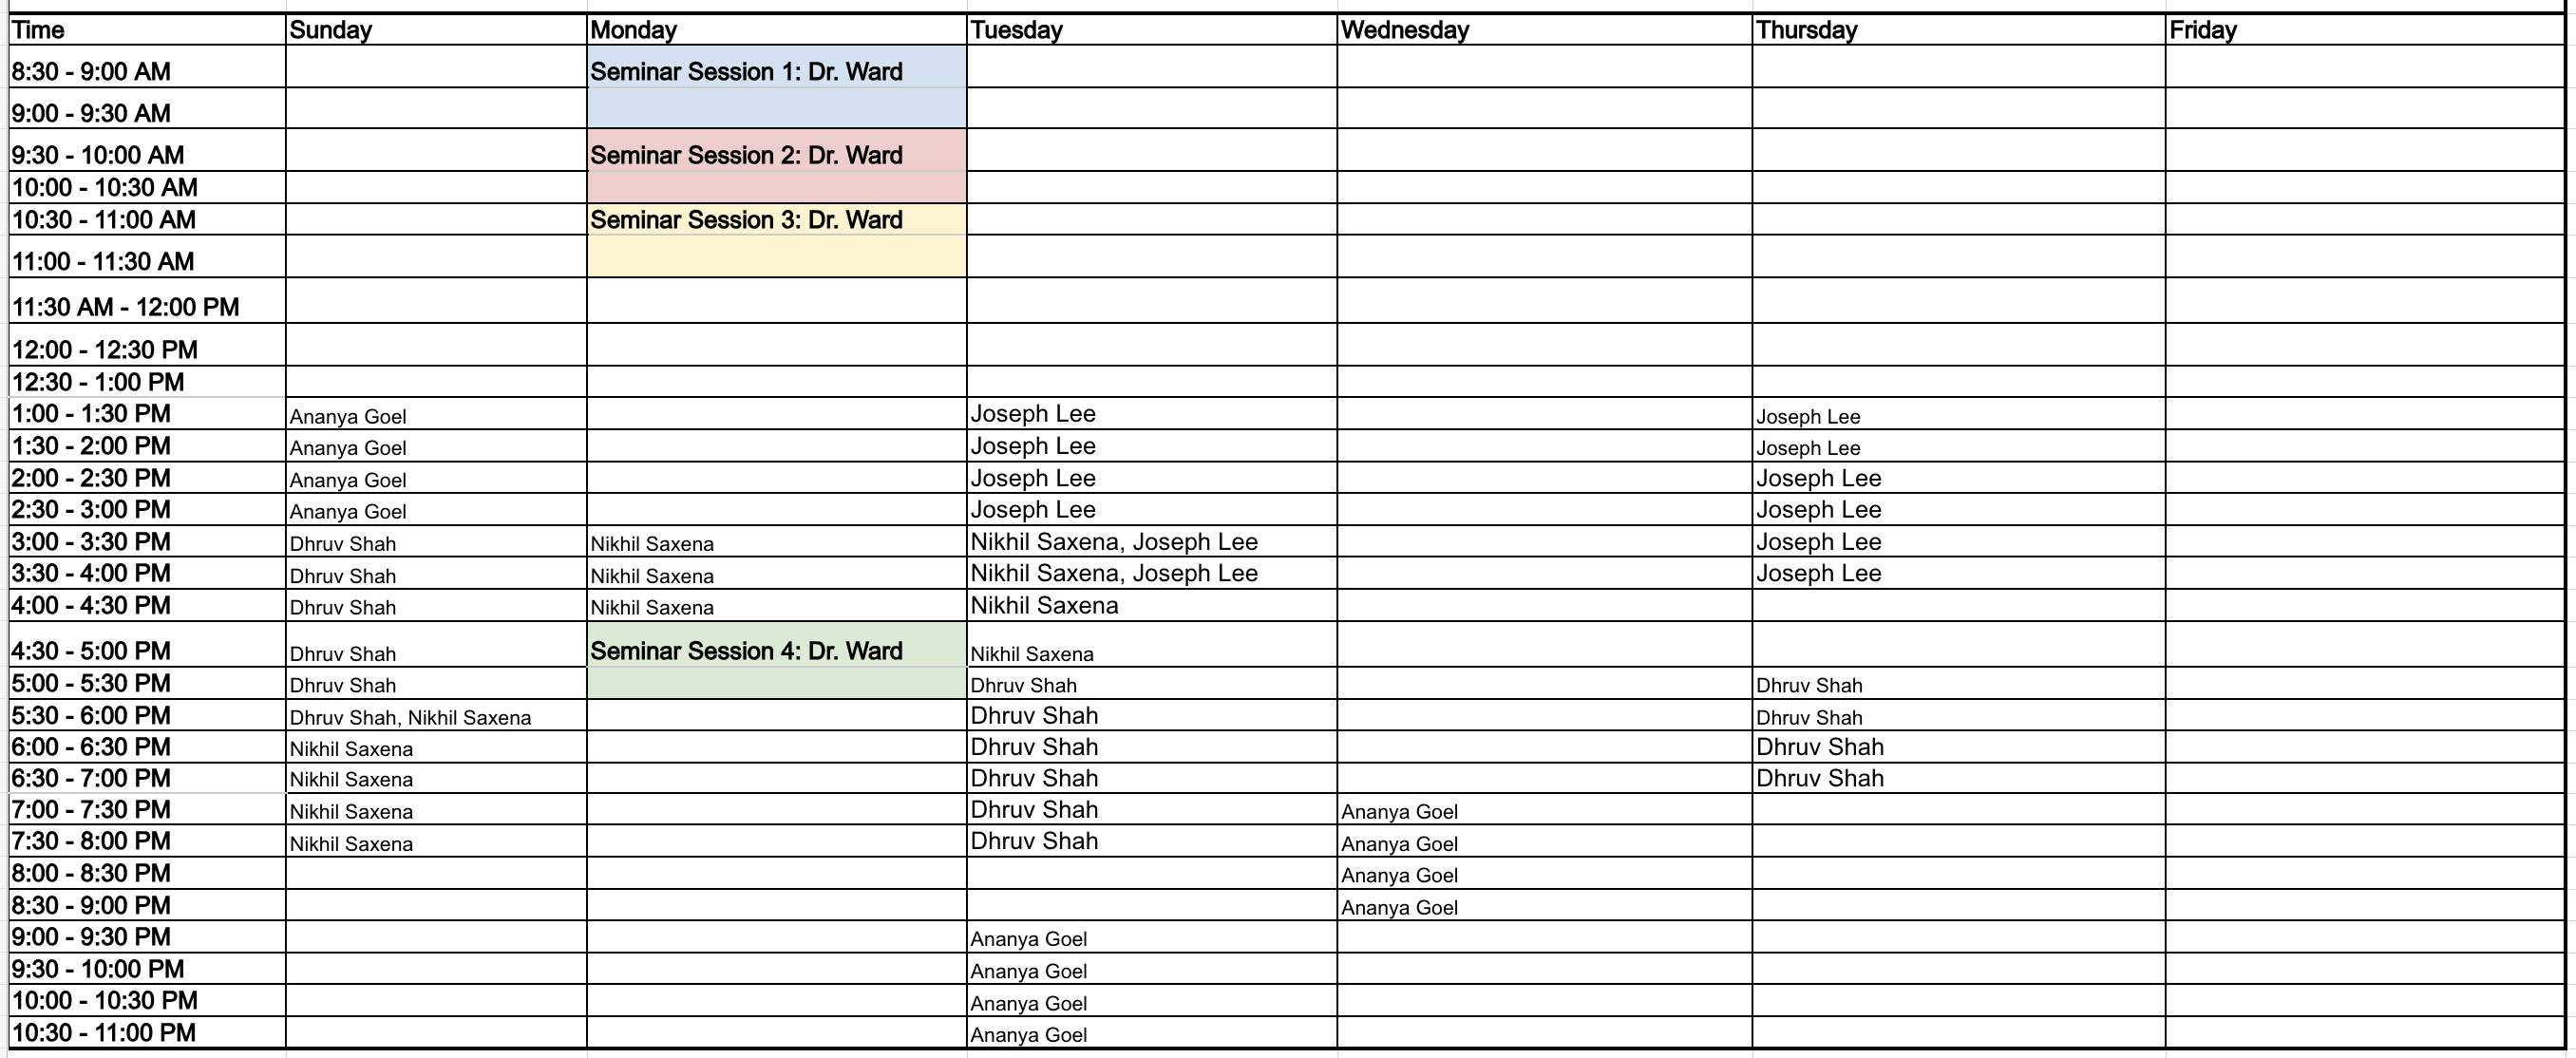 Time Sunday Monday Tuesday Wednesday Thursday Friday
8:30 - 9:00 AM Seminar Session 1: Dr. Ward
9:00 - 9:30 AM
9:30 - 10:00 AM Seminar Session 2: Dr. Ward
10:00 - 10:30 AM
10:30 - 11:00 AM Seminar Session 3: Dr. Ward
11:00 - 11:30 AM
11:30 AM - 12:00 PM
12:00 - 12:30 PM
12:30 - 1:00 PM
1:00 - 1:30 PM Ananya Goel Joseph Lee Joseph Lee
1:30 - 2:00 PM Ananya Goel Joseph Lee Joseph Lee
2:00 - 2:30 PM Ananya Goel Joseph Lee Joseph Lee
2:30 - 3:00 PM Ananya Goel Joseph Lee Joseph Lee
3:00 - 3:30 PM Dhruv Shah Nikhil Saxena Nikhil Saxena, Joseph Lee Joseph Lee
3:30 - 4:00 PM Dhruv Shah Nikhil Saxena Nikhil Saxena, Joseph Lee Joseph Lee
4:00 - 4:30 PM Dhruv Shah Nikhil Saxena Nikhil Saxena
4:30 - 5:00 PM Dhruv Shah Seminar Session 4: Dr. Ward Nikhil Saxena
5:00 - 5:30 PM Dhruv Shah Dhruv Shah Dhruv Shah
5:30 - 6:00 PM Dhruv Shah, Nikhil Saxena Dhruv Shah Dhruv Shah
6:00 - 6:30 PM Nikhil Saxena Dhruv Shah Dhruv Shah
6:30 - 7:00 PM Nikhil Saxena Dhruv Shah Dhruv Shah
7:00 - 7:30 PM Nikhil Saxena Dhruv Shah Ananya Goel
7:30 - 8:00 PM Nikhil Saxena Dhruv Shah Ananya Goel
8:00 - 8:30 PM Ananya Goel
8:30 - 9:00 PM Ananya Goel
9:00 - 9:30 PM Ananya Goel
9:30 - 10:00 PM Ananya Goel
10:00 - 10:30 PM Ananya Goel
10:30 - 11:00 PM Ananya Goel